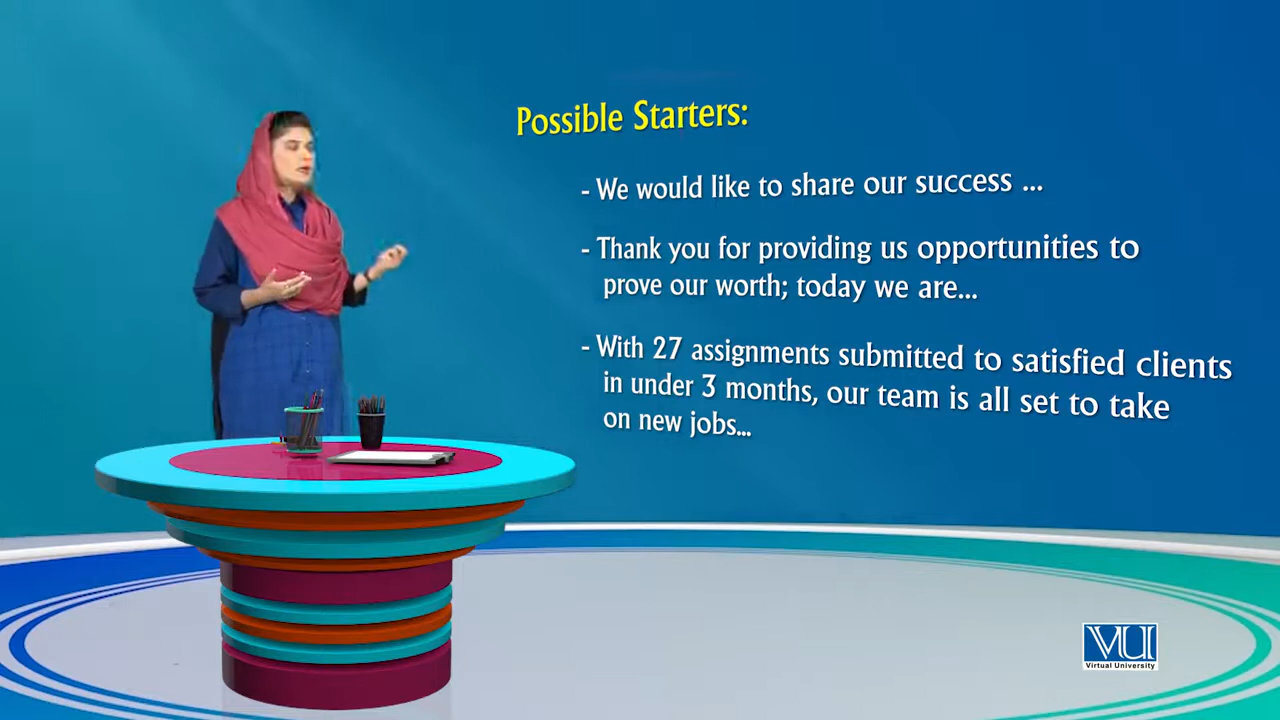 Possible Starters:
- We would like to share our success ...
- Thank you for providing us opportunities to
prove our worth; today we are...
- With 27 assignments submitted to satisfied clients
in under 3 months, our team is all set to take
on new jobs...
VU
Virtual University